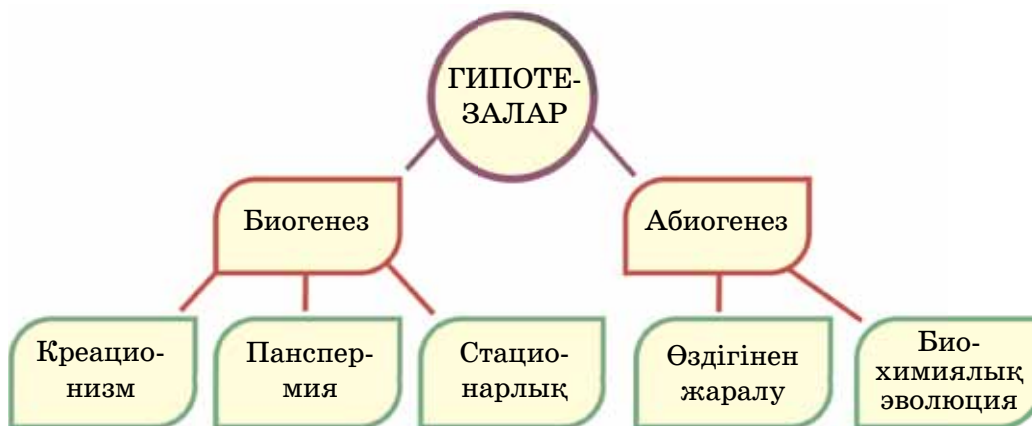 ГИПОТЕ-
ЗАЛАР
Биогенез
Абиогенез
Креацио-
низм
Панспер-
мия
Стацио-
нарлық
Өздігінен
жаралу
Био-
химиялық
эволюция